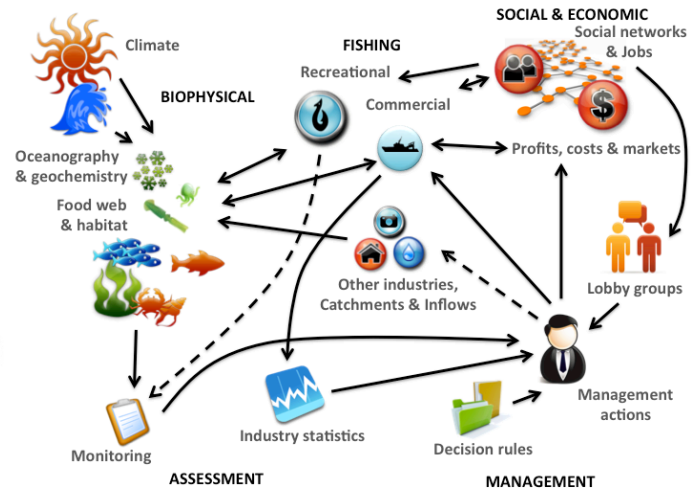 SOCIAL & ECONOMIC
Climate
Social networks
& Jobs
FISHING
Recreational
BIOPHYSICAL
Commercial
$
Oceanography
& geochemistry
Profits, costs & markets
Food web
& habitat
Other industries,
Catchments & Inflows
Lobby groups
Management
actions
Industry statistics
Decision rules
Monitoring
ASSESSMENT
MANAGEMENT